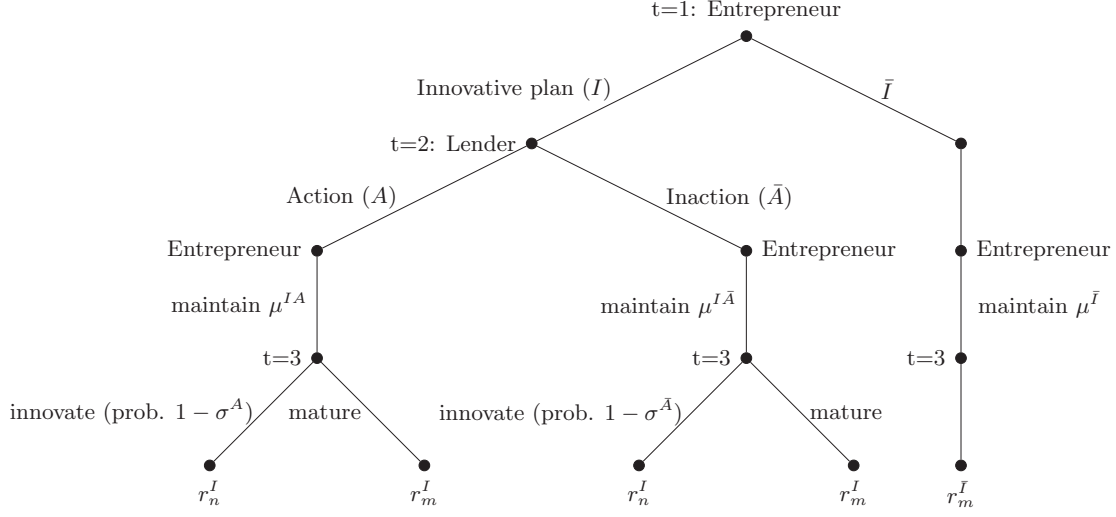 t=1: Entrepreneur
Innovative plan (I)
Ī
t=2: Lender
Action (A)
Inaction (Ā)
Entrepreneur
Entrepreneur
Entrepreneur
maintain μ^{IA}
maintain μ^{IĀ}
maintain μ^{Ī}
t=3
t=3
t=3
innovate (prob. 1 − σ^A)
mature
innovate (prob. 1 − σ^Ā)
mature
r_n^I
r_m^I
r_n^I
r_m^I
r_m^Ī